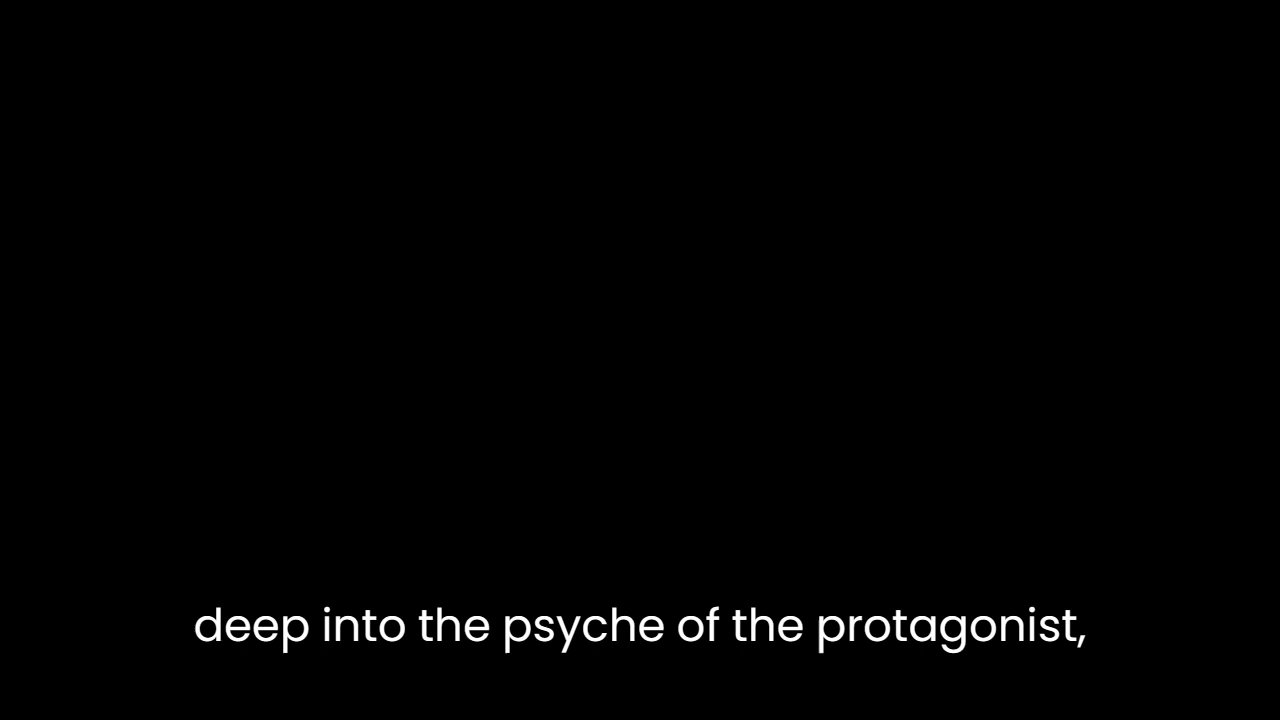 deep into the psyche of the protagonist,